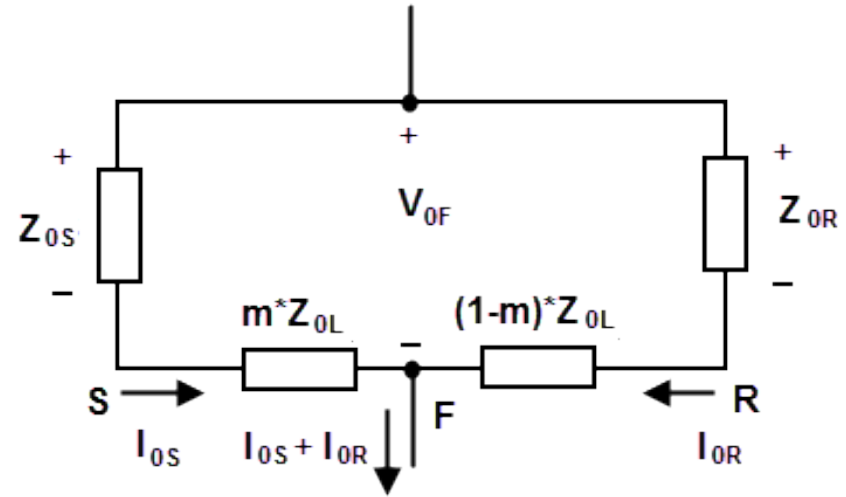 +
+
+
V0F
Z0S
Z0R
−
−
m*Z0L
(1-m)*Z0L
−
S
F
R
I0S
I0S + I0R
I0R